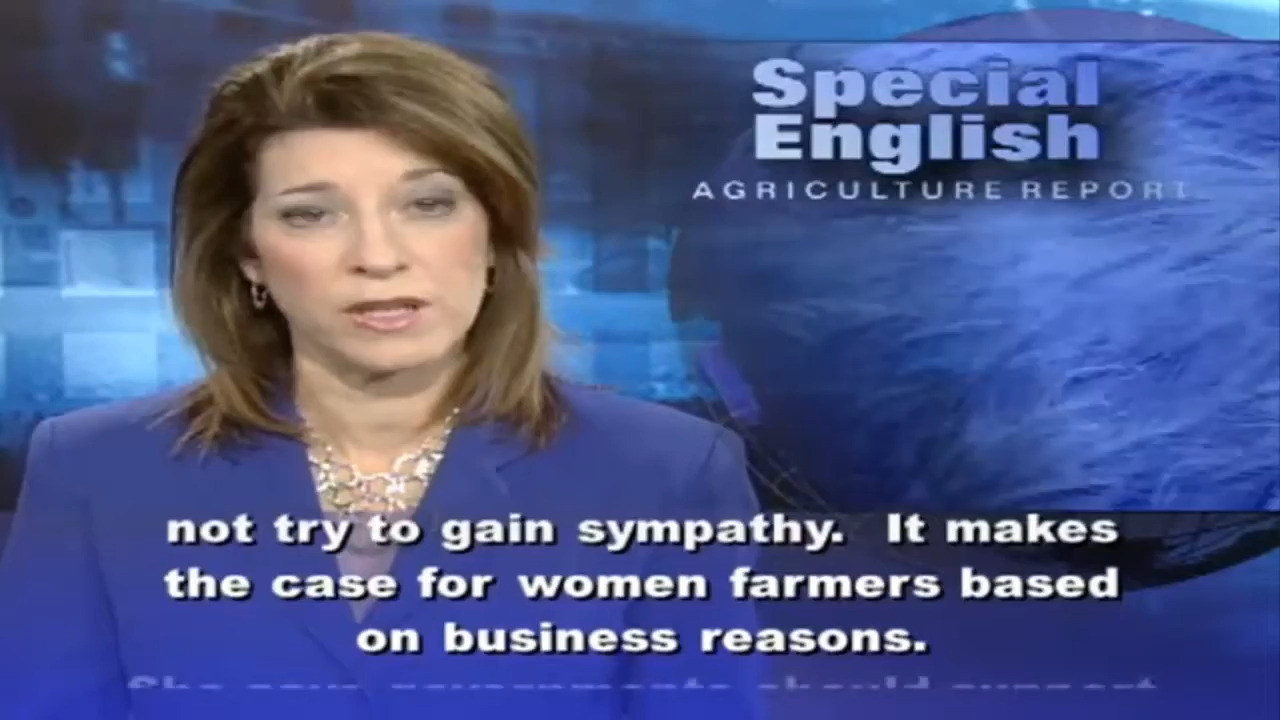 Special
English
AGRICULTURE REPORT
not try to gain sympathy. It makes
the case for women farmers based
on business reasons.